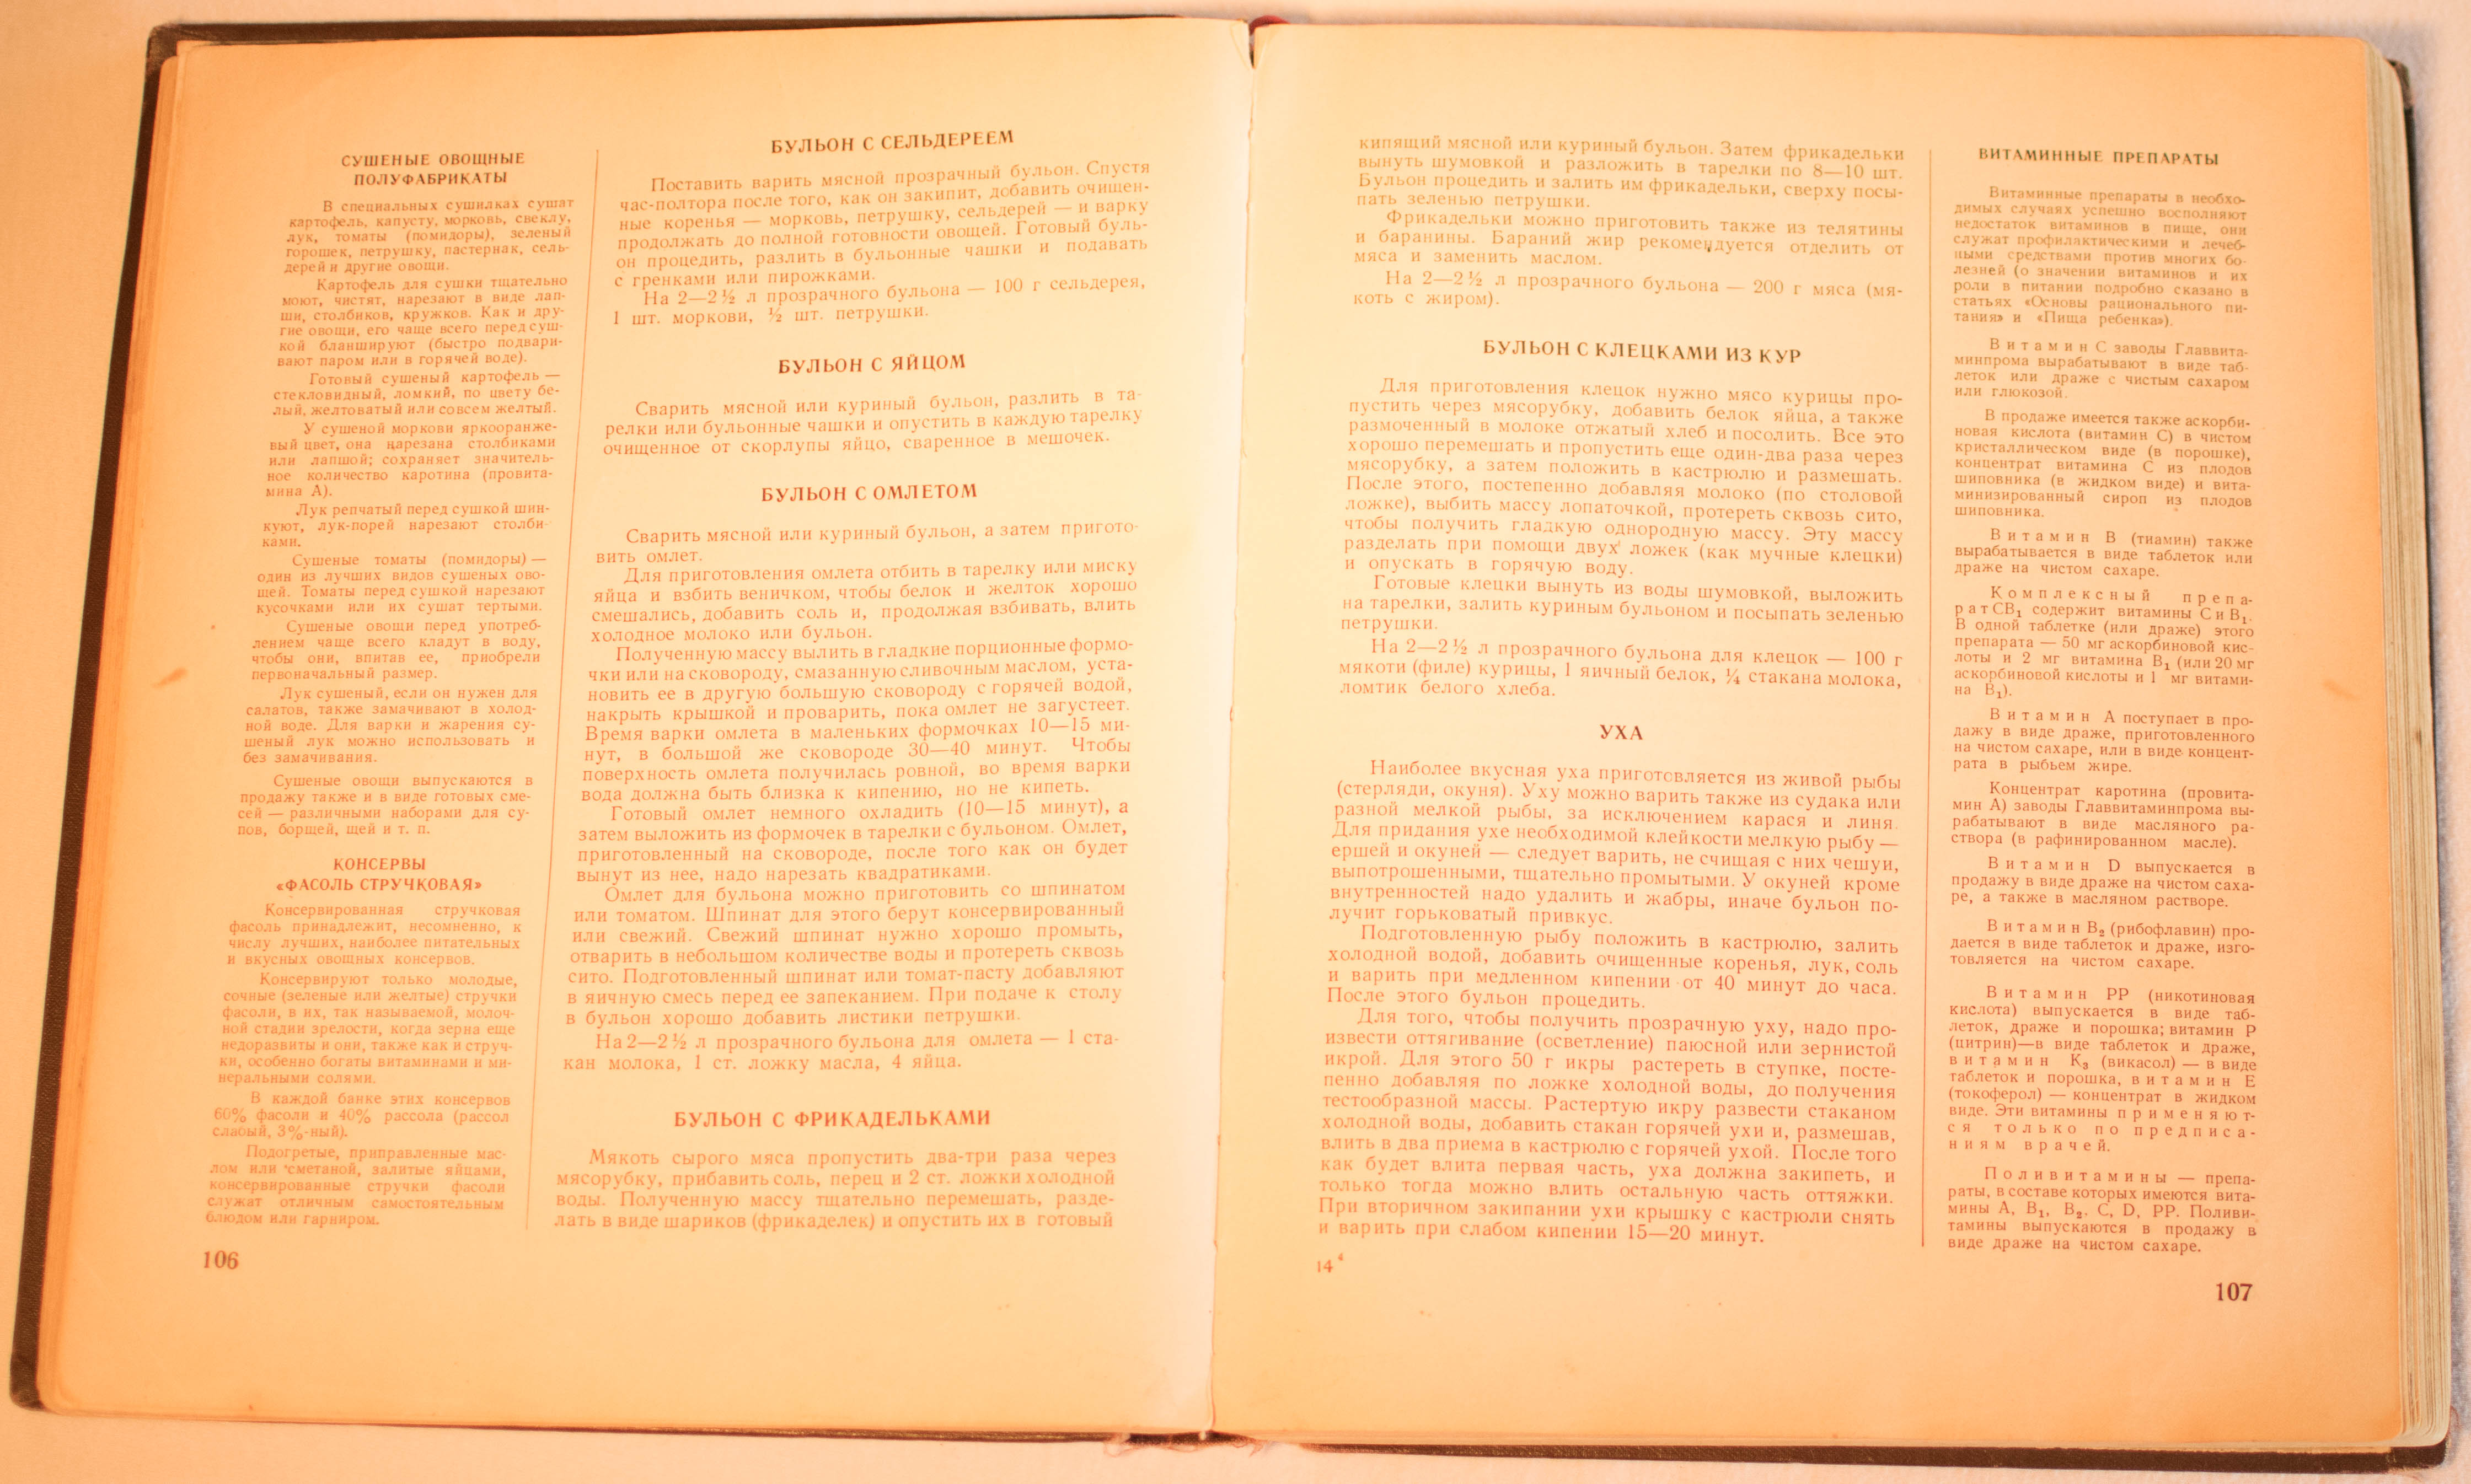 СУШЕНЫЕ ОВОЩНЫЕ
ПОЛУФАБРИКАТЫ
В специальных сушилках сушат
картофель, капусту, морковь, свеклу,
лук, томаты (помидоры), зеленый
горошек, петрушку, пастернак, сель-
дерей и другие овощи.
Картофель для сушки тщательно
моют, чистят, нарезают в виде лап-
ши, столбиков, кружков. Как и дру-
гие овощи, его чаще всего перед суш-
кой бланшируют (быстро подвари-
вают паром или в горячей воде).
Готовый сушеный картофель —
стекловидный, ломкий, по цвету бе-
лый, желтоватый или совсем желтый.
У сушеной моркови яркооранже-
вый цвет, она нарезана столбиками
или лапшой; сохраняет значитель-
ное количество каротина (провита-
мина А).
Лук репчатый перед сушкой шин-
куют, лук-порей нарезают столби-
ками.
Сушеные томаты (помидоры) —
один из лучших видов сушеных ово-
щей. Томаты перед сушкой нарезают
кусочками или их сушат тертыми.
Сушеные овощи перед употреб-
лением чаще всего кладут в воду,
чтобы они, впитав ее, приобрели
первоначальный размер.
Лук сушеный, если он нужен для
салатов, также замачивают в холод-
ной воде. Для варки и жарения су-
шеный лук можно использовать и
без замачивания.
Сушеные овощи выпускаются в
продажу также и в виде готовых сме-
сей — различными наборами для су-
пов, борщей, щей и т. п.
КОНСЕРВЫ
«ФАСОЛЬ СТРУЧКОВАЯ»
Консервированная стручковая
фасоль принадлежит, несомненно, к
числу лучших, наиболее питательных
и вкусных овощных консервов.
Консервируют только молодые,
сочные (зеленые или желтые) стручки
фасоли, в их, так называемой, молоч-
ной стадии зрелости, когда зерна еще
недоразвиты и они, также как и струч-
ки, особенно богаты витаминами и ми-
неральными солями.
В каждой банке этих консервов
60% фасоли и 40% рассола (рассол
слабый, 3%-ный).
Подогретые, приправленные мас-
лом или сметаной, залитые яйцами,
консервированные стручки фасоли
служат отличным самостоятельным
блюдом или гарниром.
106
БУЛЬОН С СЕЛЬДЕРЕЕМ
Поставить варить мясной прозрачный бульон. Спустя
час-полтора после того, как он закипит, добавить очищен-
ные коренья — морковь, петрушку, сельдерей — и варку
продолжать до полной готовности овощей. Готовый буль-
он процедить, разлить в бульонные чашки и подавать
с гренками или пирожками.
На 2—2½ л прозрачного бульона — 100 г сельдерея,
1 шт. моркови, ½ шт. петрушки.
БУЛЬОН С ЯЙЦОМ
Сварить мясной или куриный бульон, разлить в та-
релки или бульонные чашки и опустить в каждую тарелку
очищенное от скорлупы яйцо, сваренное в мешочек.
БУЛЬОН С ОМЛЕТОМ
Сварить мясной или куриный бульон, а затем пригото-
вить омлет.
Для приготовления омлета отбить в тарелку или миску
яйца и взбить веничком, чтобы белок и желток хорошо
смешались, добавить соль и, продолжая взбивать, влить
холодное молоко или бульон.
Полученную массу вылить в гладкие порционные формо-
чки или на сковороду, смазанную сливочным маслом, уста-
новить ее в другую большую сковороду с горячей водой,
накрыть крышкой и проварить, пока омлет не загустеет.
Время варки омлета в маленьких формочках 10—15 ми-
нут, в большой же сковороде 30—40 минут. Чтобы
поверхность омлета получилась ровной, во время варки
вода должна быть близка к кипению, но не кипеть.
Готовый омлет немного охладить (10—15 минут), а
затем выложить из формочек в тарелки с бульоном. Омлет,
приготовленный на сковороде, после того как он будет
вынут из нее, надо нарезать квадратиками.
Омлет для бульона можно приготовить со шпинатом
или томатом. Шпинат для этого берут консервированный
или свежий. Свежий шпинат нужно хорошо промыть,
отварить в небольшом количестве воды и протереть сквозь
сито. Подготовленный шпинат или томат-пасту добавляют
в яичную смесь перед ее запеканием. При подаче к столу
в бульон хорошо добавить листики петрушки.
На 2—2½ л прозрачного бульона для омлета — 1 ста-
кан молока, 1 ст. ложку масла, 4 яйца.
БУЛЬОН С ФРИКАДЕЛЬКАМИ
Мякоть сырого мяса пропустить два-три раза через
мясорубку, прибавить соль, перец и 2 ст. ложки холодной
воды. Полученную массу тщательно перемешать, разде-
лать в виде шариков (фрикаделек) и опустить их в готовый
кипящий мясной или куриный бульон. Затем фрикадельки
вынуть шумовкой и разложить в тарелки по 8—10 шт.
Бульон процедить и залить им фрикадельки, сверху посы-
пать зеленью петрушки.
Фрикадельки можно приготовить также из телятины
и баранины. Бараний жир рекомендуется отделить от
мяса и заменить маслом.
На 2—2½ л прозрачного бульона — 200 г мяса (мя-
коть с жиром).
БУЛЬОН С КЛЕЦКАМИ ИЗ КУР
Для приготовления клецок нужно мясо курицы про-
пустить через мясорубку, добавить белок яйца, а также
размоченный в молоке отжатый хлеб и посолить. Все это
хорошо перемешать и пропустить еще один-два раза через
мясорубку, а затем положить в кастрюлю и размешать.
После этого, постепенно добавляя молоко (по столовой
ложке), выбить массу лопаточкой, протереть сквозь сито,
чтобы получить гладкую однородную массу. Эту массу
разделать при помощи двух ложек (как мучные клецки)
и опускать в горячую воду.
Готовые клецки вынуть из воды шумовкой, выложить
на тарелки, залить куриным бульоном и посыпать зеленью
петрушки.
На 2—2½ л прозрачного бульона для клецок — 100 г
мякоти (филе) курицы, 1 яичный белок, ¼ стакана молока,
ломтик белого хлеба.
УХА
Наиболее вкусная уха приготовляется из живой рыбы
(стерляди, окуня). Уху можно варить также из судака или
разной мелкой рыбы, за исключением карася и линя.
Для придания ухе необходимой клейкости мелкую рыбу —
ершей и окуней — следует варить, не счищая с них чешуи,
выпотрошенными, тщательно промытыми. У окуней кроме
внутренностей надо удалить и жабры, иначе бульон по-
лучит горьковатый привкус.
Подготовленную рыбу положить в кастрюлю, залить
холодной водой, добавить очищенные коренья, лук, соль
и варить при медленном кипении от 40 минут до часа.
После этого бульон процедить.
Для того, чтобы получить прозрачную уху, надо про-
извести оттягивание (осветление) паюсной или зернистой
икрой. Для этого 50 г икры растереть в ступке, посте-
пенно добавляя по ложке холодной воды, до получения
тестообразной массы. Растертую икру развести стаканом
холодной воды, добавить стакан горячей ухи и, размешав,
влить в два приема в кастрюлю с горячей ухой. После того
как будет влита первая часть, уха должна закипеть, и
только тогда можно влить остальную часть оттяжки.
При вторичном закипании ухи крышку с кастрюли снять
и варить при слабом кипении 15—20 минут.
14*
ВИТАМИННЫЕ ПРЕПАРАТЫ
Витаминные препараты в необхо-
димых случаях успешно восполняют
недостаток витаминов в пище, они
служат профилактическими и лечеб-
ными средствами против многих бо-
лезней (о значении витаминов и их
роли в питании подробно сказано в
статьях «Основы рационального пи-
тания» и «Пища ребенка»).
Витамин С заводы Главвита-
минпрома вырабатывают в виде таб-
леток или драже с чистым сахаром
или глюкозой.
В продаже имеется также аскорби-
новая кислота (витамин С) в чистом
кристаллическом виде (в порошке),
концентрат витамина С из плодов
шиповника (в жидком виде) и вита-
минизированный сироп из плодов
шиповника.
Витамин В (тиамин) также
вырабатывается в виде таблеток или
драже на чистом сахаре.
Комплексный препа-
рат СВ₁ содержит витамины С и В₁.
В одной таблетке (или драже) этого
препарата — 50 мг аскорбиновой кис-
лоты и 2 мг витамина В₁ (или 20 мг
аскорбиновой кислоты и 1 мг витами-
на В₁).
Витамин А поступает в про-
дажу в виде драже, приготовленного
на чистом сахаре, или в виде концент-
рата в рыбьем жире.
Концентрат каротина (провита-
мин А) заводы Главвитаминпрома вы-
рабатывают в виде масляного ра-
створа (в рафинированном масле).
Витамин D выпускается в
продажу в виде драже на чистом саха-
ре, а также в масляном растворе.
Витамин В₂ (рибофлавин) про-
дается в виде таблеток и драже, изго-
товляется на чистом сахаре.
Витамин РР (никотиновая
кислота) выпускается в виде таб-
леток, драже и порошка; витамин Р
(цитрин)—в виде таблеток и драже,
витамин К₃ (викасол) — в виде
таблеток и порошка, витамин Е
(токоферол) — концентрат в жидком
виде. Эти витамины применяют-
ся только по предписа-
ниям врачей.
Поливитамины — препа-
раты, в составе которых имеются вита-
мины А, В₁, В₂, С, D, РР. Поливи-
тамины выпускаются в продажу в
виде драже на чистом сахаре.
107